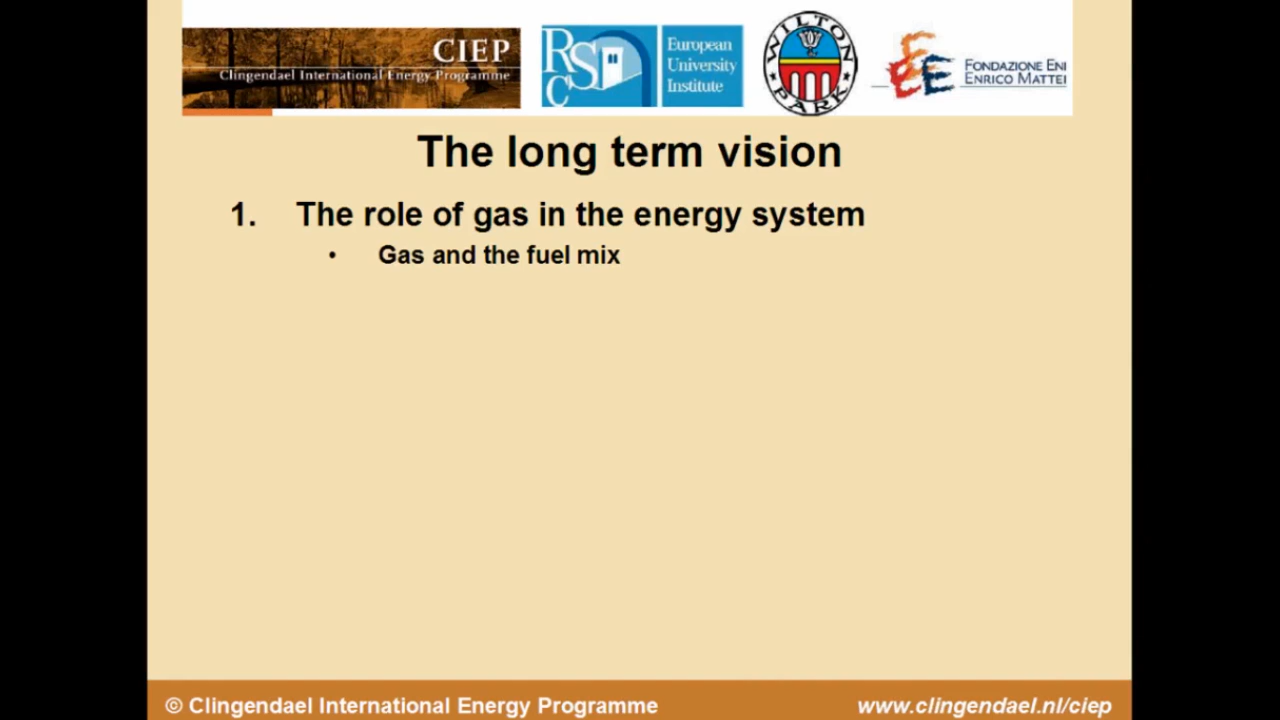 CIEP
Clingendael International Energy Programme
RSC
European
University
Institute
WILTON
PARK
FEEM
FONDAZIONE ENI
ENRICO MATTEI
The long term vision
1. The role of gas in the energy system
• Gas and the fuel mix
© Clingendael International Energy Programme
www.clingendael.nl/ciep